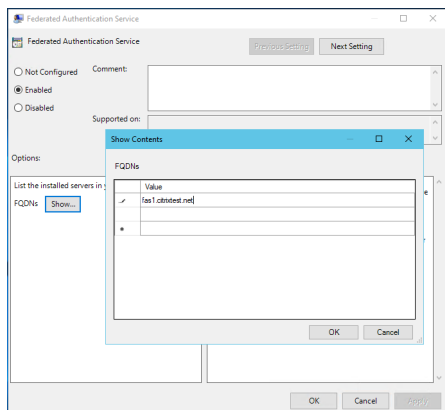 Federated Authentication Service
Federated Authentication Service
Previous Setting
Next Setting
Not Configured
Comment:
Enabled
Disabled
Supported on:
Show Contents
Options:
FQDNs
List the installed servers in y
Value
FQDNs
Show...
fas1.citrixtest.net
OK
Cancel
OK
Cancel
Apply